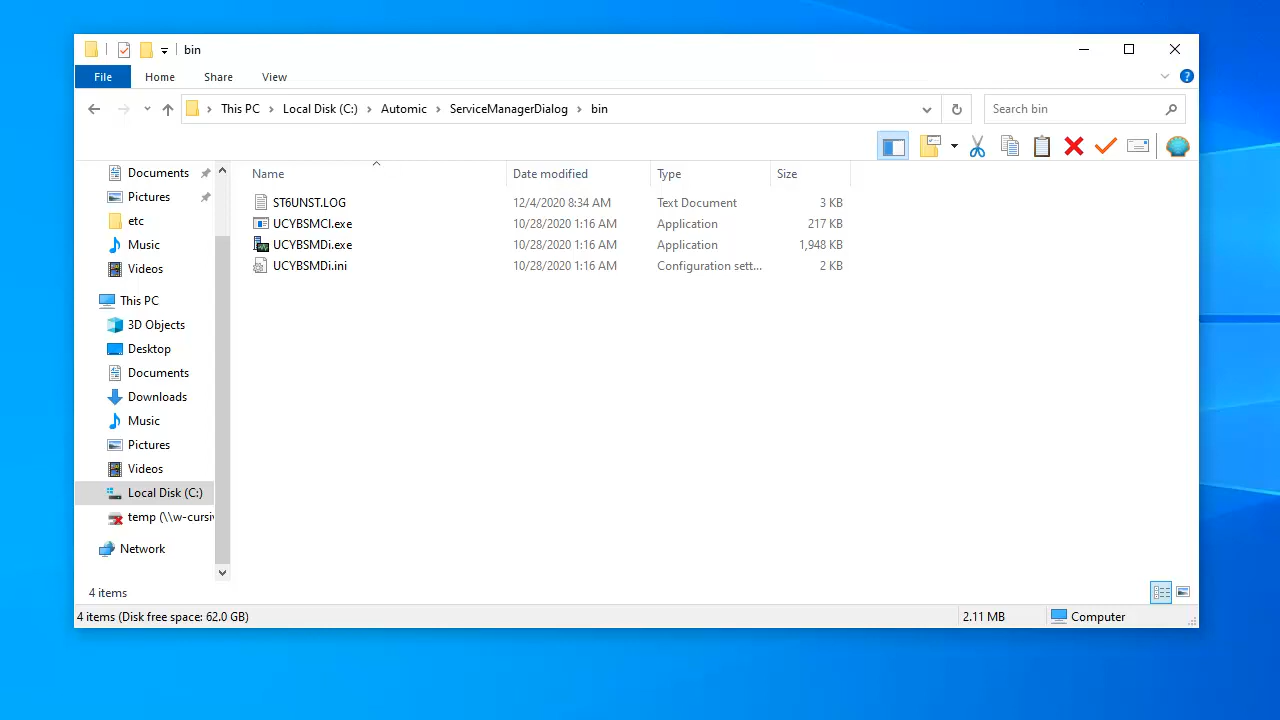 bin
File Home Share View
This PC Local Disk (C:) Automic ServiceManagerDialog bin Search bin
Name Date modified Type Size
Documents
Pictures
etc
Music
Videos
This PC
3D Objects
Desktop
Documents
Downloads
Music
Pictures
Videos
Local Disk (C:)
temp (\\w-cursiv
Network
ST6UNST.LOG 12/4/2020 8:34 AM Text Document 3 KB
UCYBSMCl.exe 10/28/2020 1:16 AM Application 217 KB
UCYBSMDi.exe 10/28/2020 1:16 AM Application 1,948 KB
UCYBSMDi.ini 10/28/2020 1:16 AM Configuration sett... 2 KB
4 items
4 items (Disk free space: 62.0 GB) 2.11 MB Computer